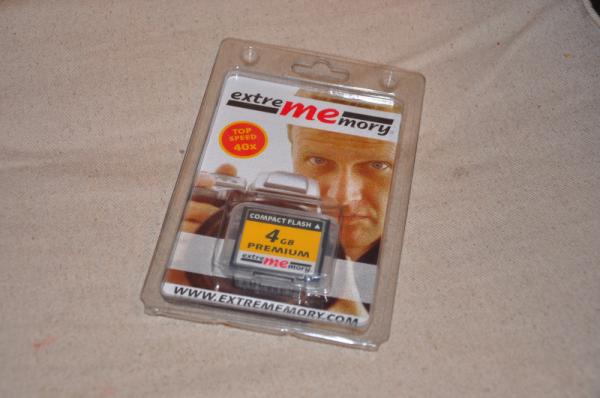 extreMEmory
TOP
SPEED
40x
COMPACT FLASH
4 GB
PREMIUM
extreMEmory
WWW.EXTREMEMORY.COM